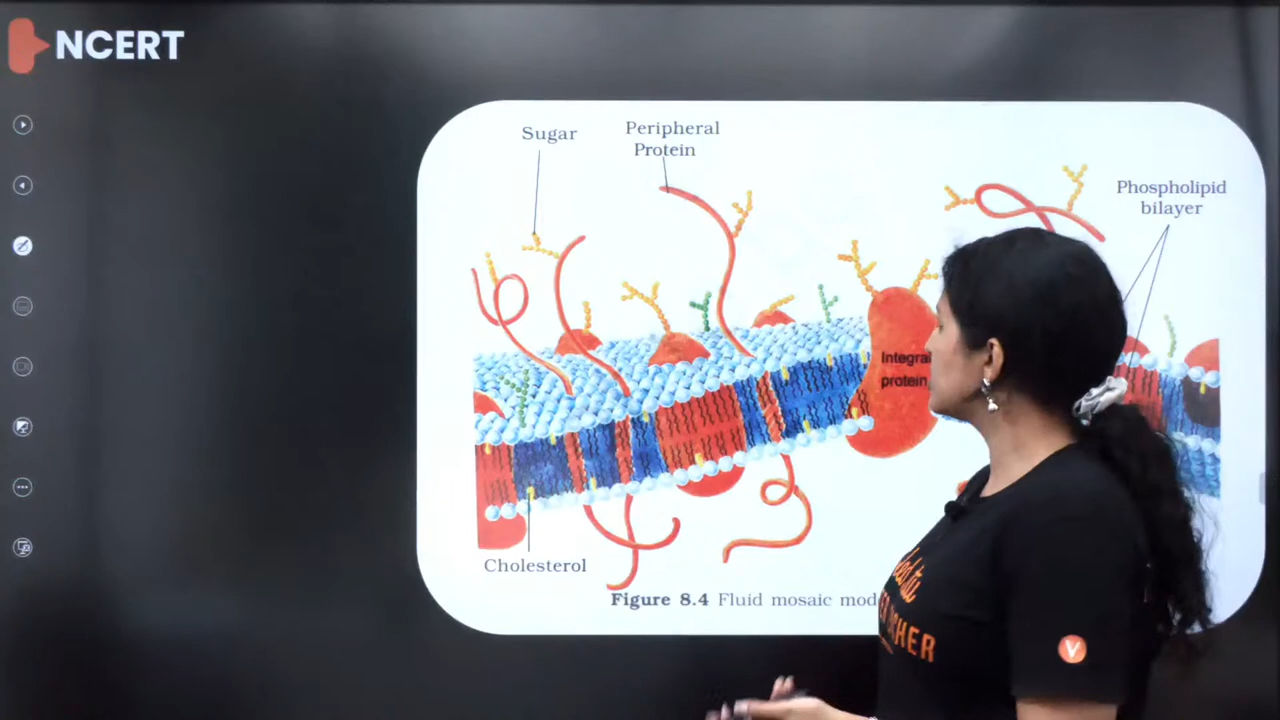 NCERT
Sugar
Peripheral
Protein
Phospholipid
bilayer
Integral
protein
Cholesterol
Figure 8.4 Fluid mosaic mod
V